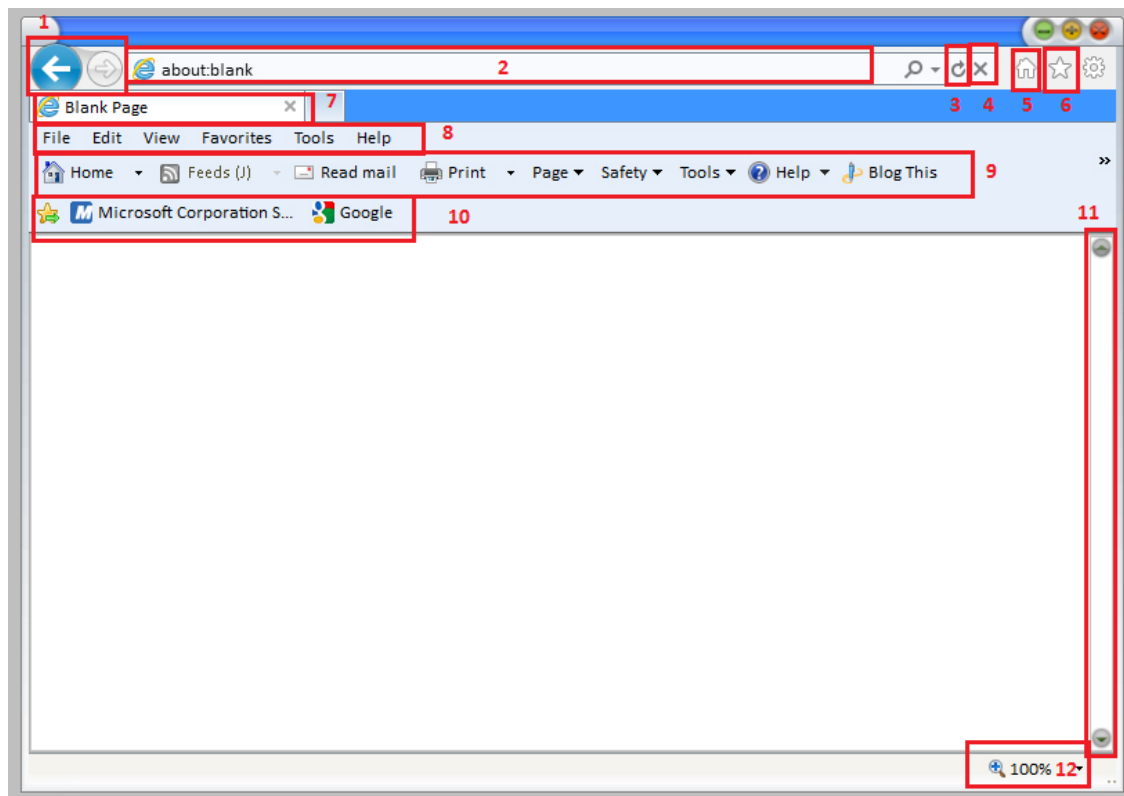 1
about:blank 2
Blank Page 7 3 4 5 6
File Edit View Favorites Tools Help 8
Home Feeds (J) Read mail Print Page Safety Tools Help Blog This » 9
Microsoft Corporation S... Google 10 11
100% 12